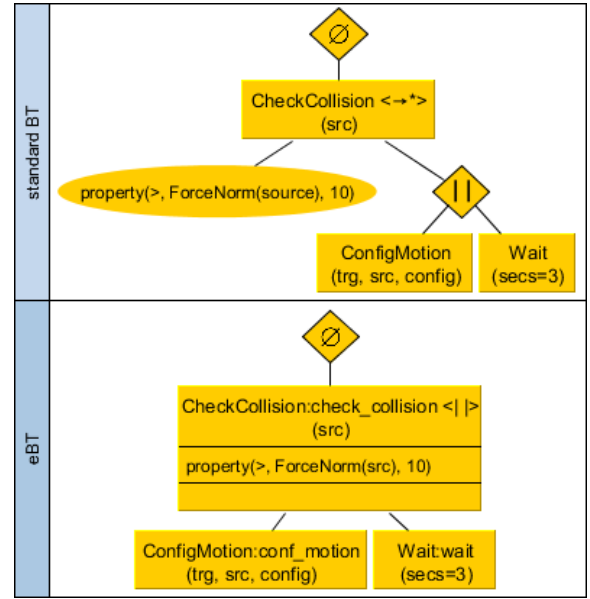 standard BT
∅
CheckCollision <→*>
(src)
property(>, ForceNorm(source), 10)
||
ConfigMotion
(trg, src, config)
Wait
(secs=3)
eBT
∅
CheckCollision:check_collision <| |>
(src)
property(>, ForceNorm(src), 10)
ConfigMotion:conf_motion
(trg, src, config)
Wait:wait
(secs=3)